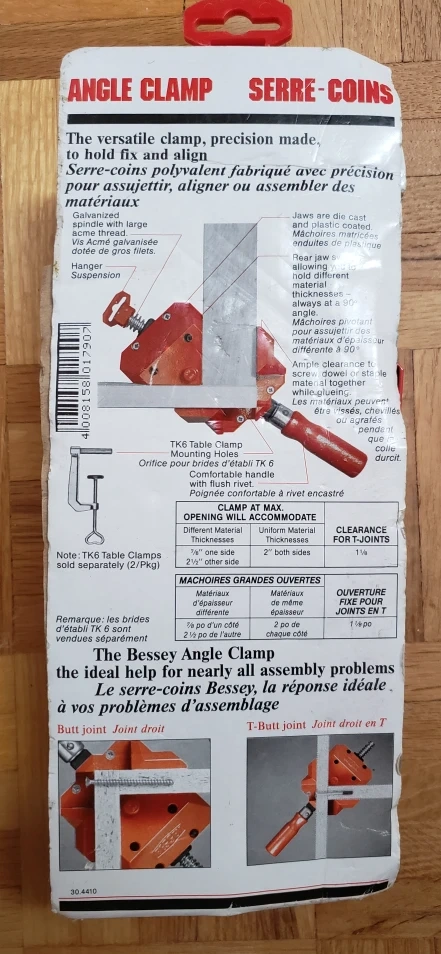 ANGLE CLAMP SERRE-COINS
The versatile clamp, precision made,
to hold fix and align
Serre-coins polyvalent fabriqué avec précision
pour assujettir, aligner ou assembler des
matériaux
Galvanized
spindle with large
acme thread.
Vis Acmé galvanisée
dotée de gros filets.
Hanger
Suspension
Jaws are die cast
and plastic coated.
Mâchoires matricées
enduites de plastique
Rear jaw
allowing
hold different
material
thicknesses –
always at a 90°
angle.
Mâchoires pivotant
pour assujettir des
matériaux d'épaisseur
différente à 90°
Ample clearance to
screw, dowel or staple
material together
while glueing.
Les matériaux peuvent
être vissés, chevillés
ou agrafés
pendant
que
colle
durcit.
4 008158 017907
TK6 Table Clamp
Mounting Holes
Orifice pour brides d'établi TK 6
Comfortable handle
with flush rivet.
Poignée confortable à rivet encastré
Note: TK6 Table Clamps
sold separately (2/Pkg)
CLAMP AT MAX.
OPENING WILL ACCOMMODATE
Different Material
Thicknesses
Uniform Material
Thicknesses
CLEARANCE
FOR T-JOINTS
7/8" one side
2 1/2" other side
2" both sides
1 1/8
MACHOIRES GRANDES OUVERTES
Matériaux
d'épaisseur
différente
Matériaux
de même
épaisseur
OUVERTURE
FIXE POUR
JOINTS EN T
7/8 po d'un côté
2 1/2 po de l'autre
2 po de
chaque côté
1 1/8 po
Remarque: les brides
d'établi TK 6 sont
vendues séparément
The Bessey Angle Clamp
the ideal help for nearly all assembly problems
Le serre-coins Bessey, la réponse idéale
à vos problèmes d'assemblage
Butt joint Joint droit
T-Butt joint Joint droit en T
30.4410